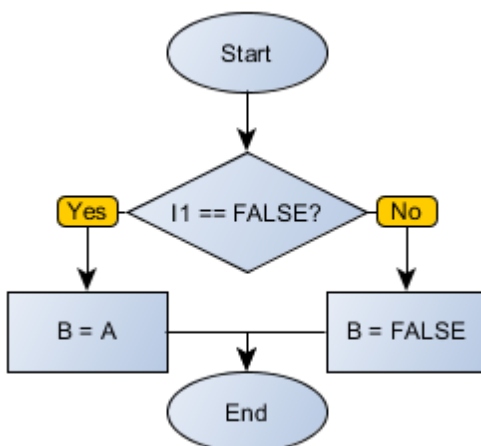 Start
I1 == FALSE?
Yes
No
B = A
B = FALSE
End